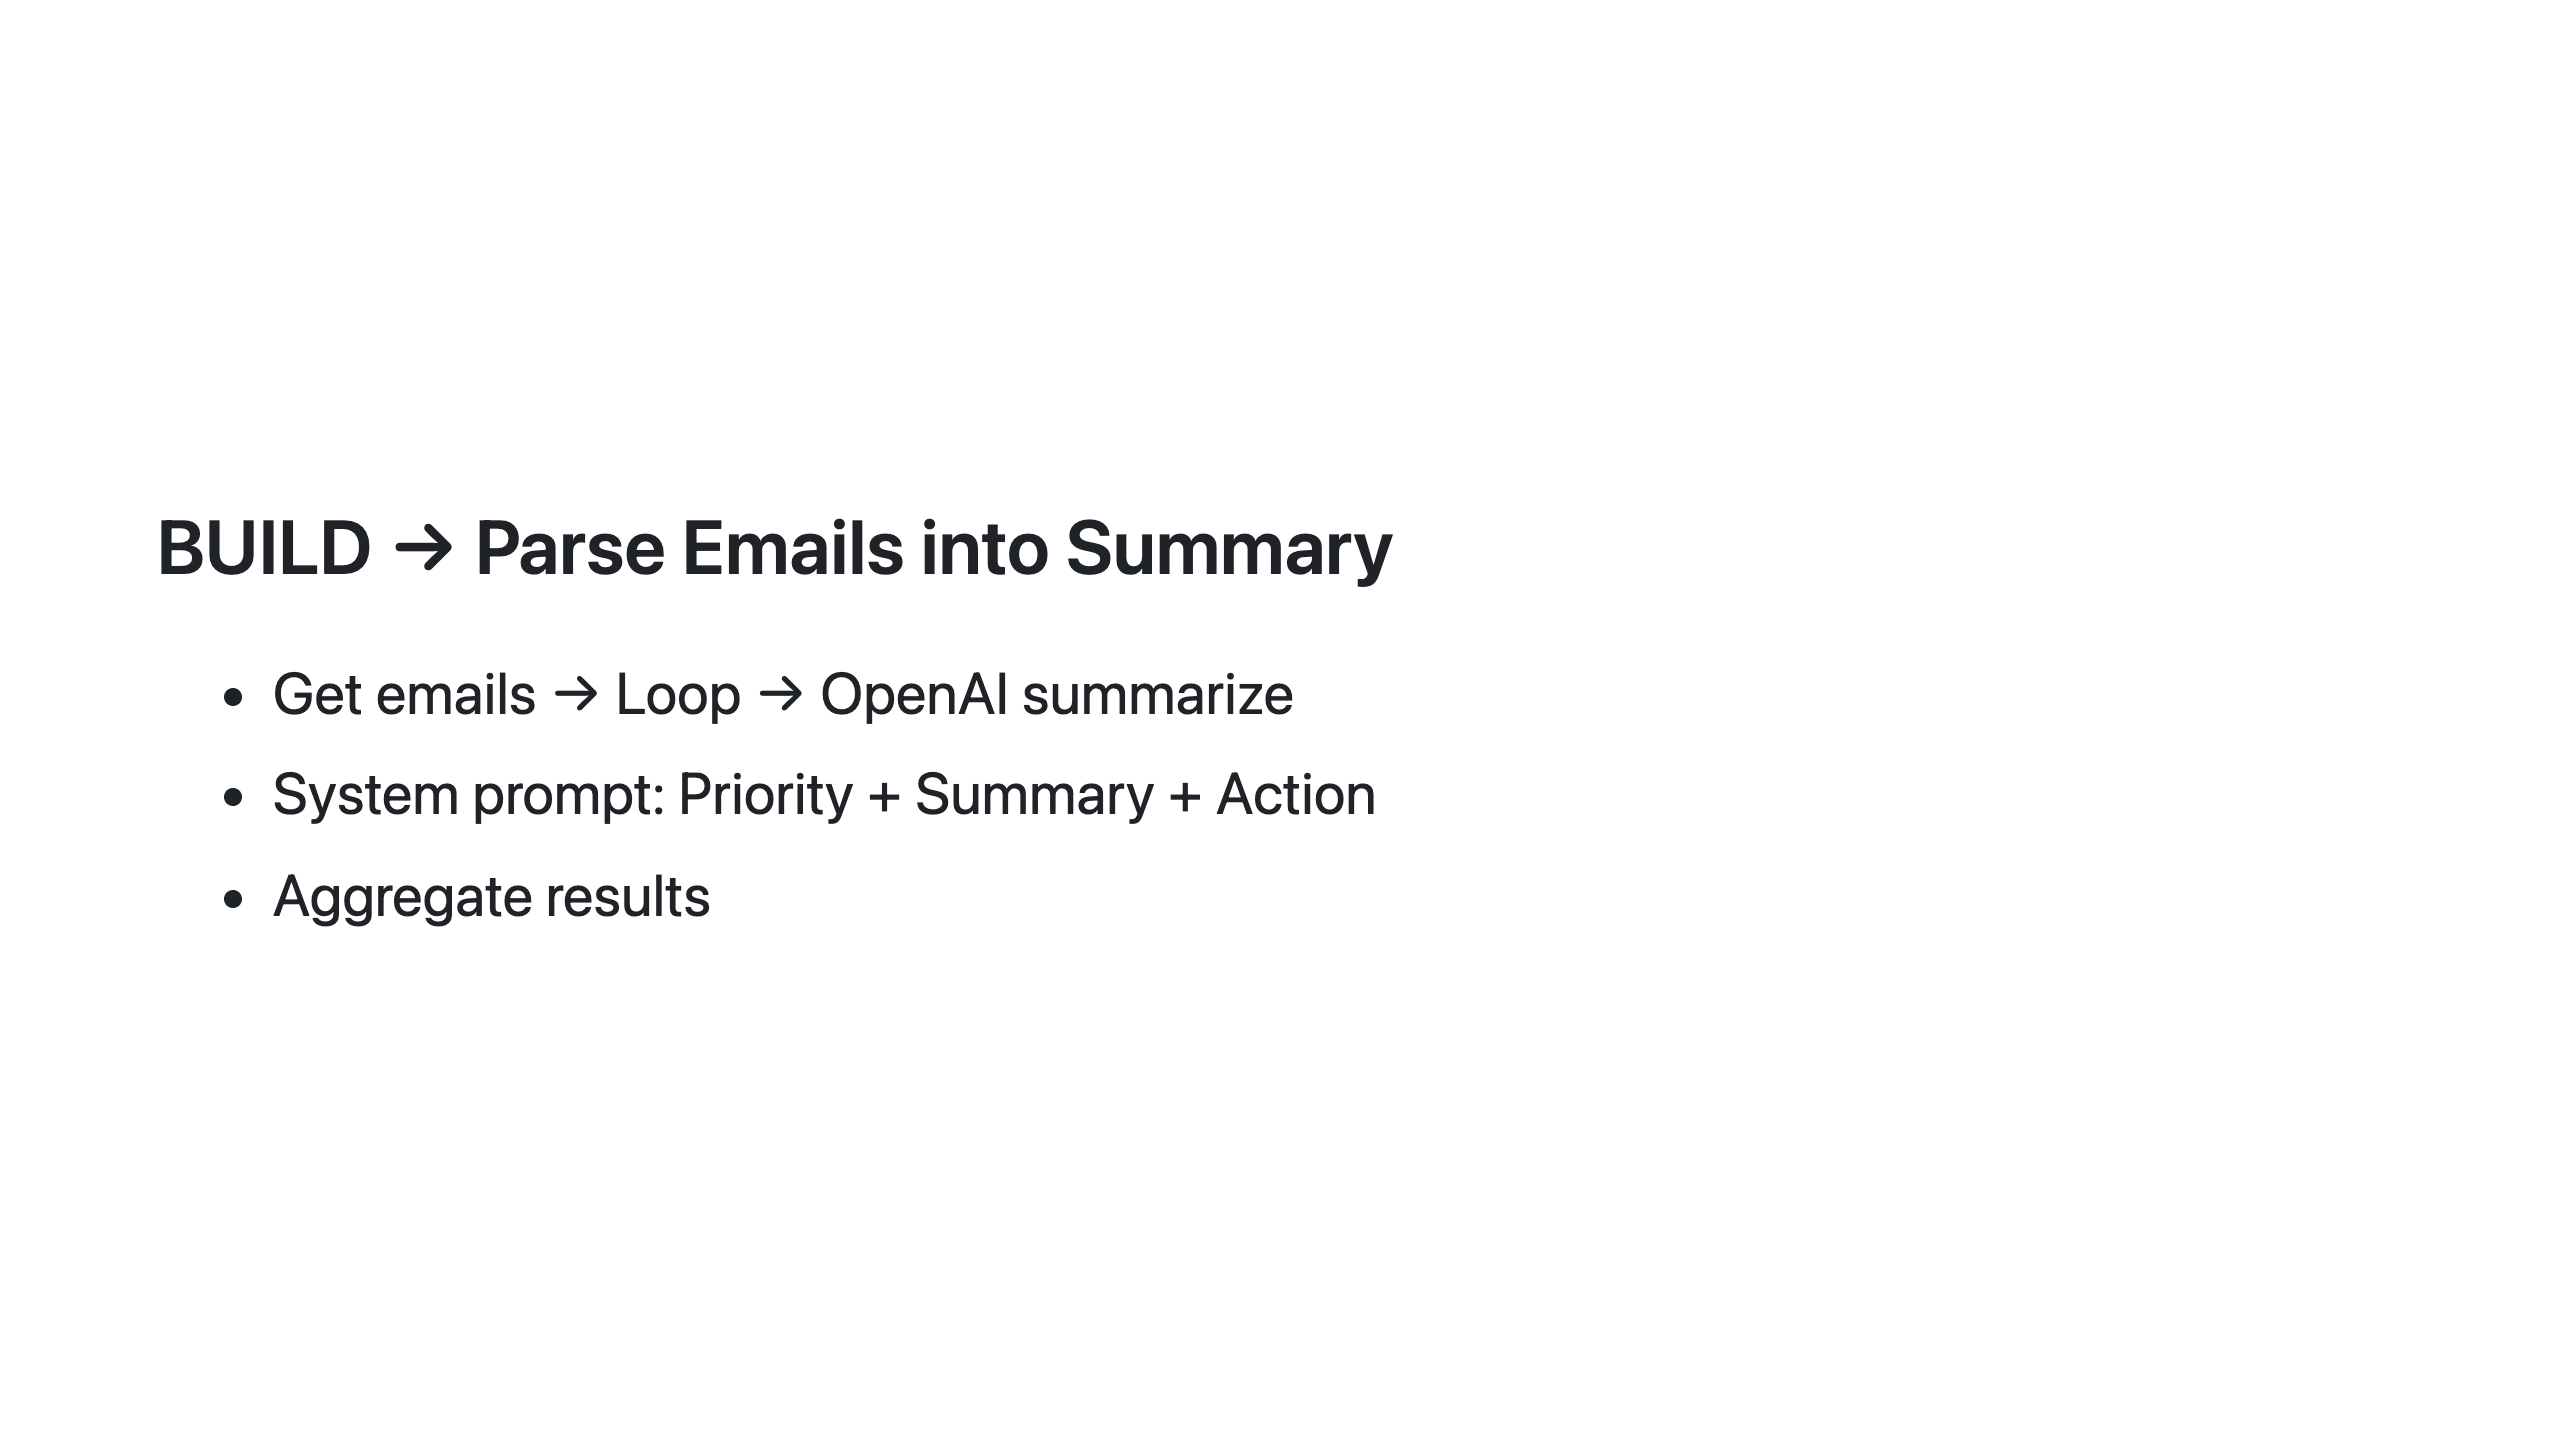 BUILD → Parse Emails into Summary
• Get emails → Loop → OpenAI summarize
• System prompt: Priority + Summary + Action
• Aggregate results